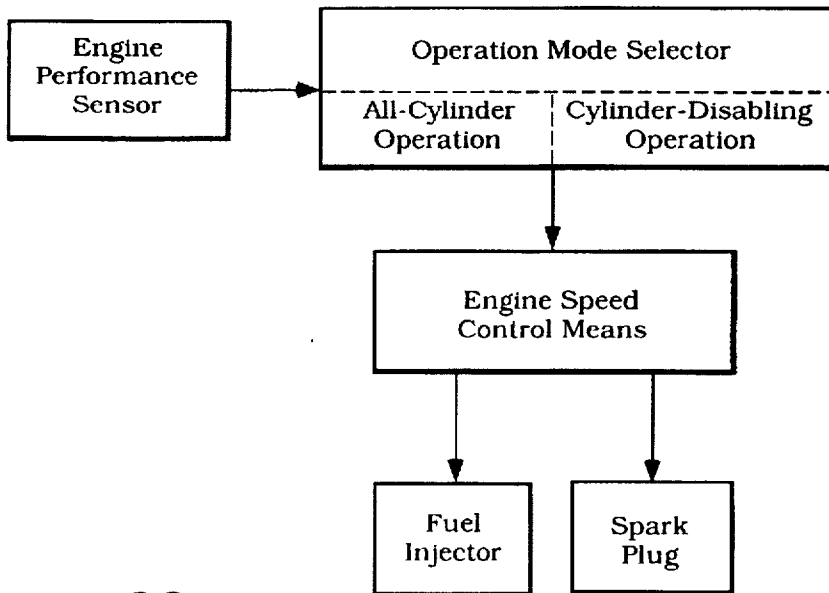 Engine
Performance
Sensor
Operation Mode Selector
All-Cylinder
Operation
Cylinder-Disabling
Operation
Engine Speed
Control Means
Fuel
Injector
Spark
Plug